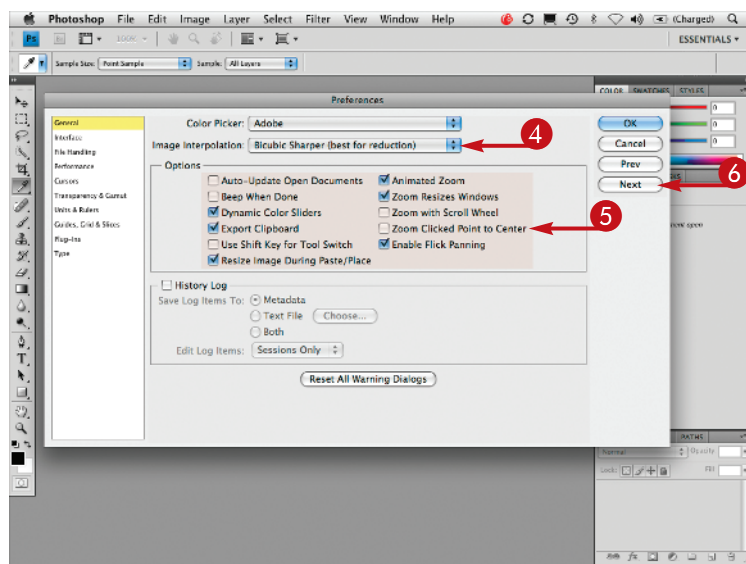 Photoshop File Edit Image Layer Select Filter View Window Help (Charged)
Ps 100% ESSENTIALS
Sample Size: Point Sample Sample: All Layers
COLOR SWATCHES STYLES
Preferences
General
Interface
File Handling
Performance
Cursors
Transparency & Gamut
Units & Rulers
Guides, Grid & Slices
Plug-Ins
Type
Color Picker: Adobe
Image Interpolation: Bicubic Sharper (best for reduction)
4
Options
Auto-Update Open Documents
Beep When Done
Dynamic Color Sliders
Export Clipboard
Use Shift Key for Tool Switch
Resize Image During Paste/Place
Animated Zoom
Zoom Resizes Windows
Zoom with Scroll Wheel
Zoom Clicked Point to Center
Enable Flick Panning
5
History Log
Save Log Items To: Metadata
Text File Choose...
Both
Edit Log Items: Sessions Only
Reset All Warning Dialogs
OK
Cancel
Prev
Next
6
0
0
0
open
PATHS
Normal Opacity
Lock: Fill